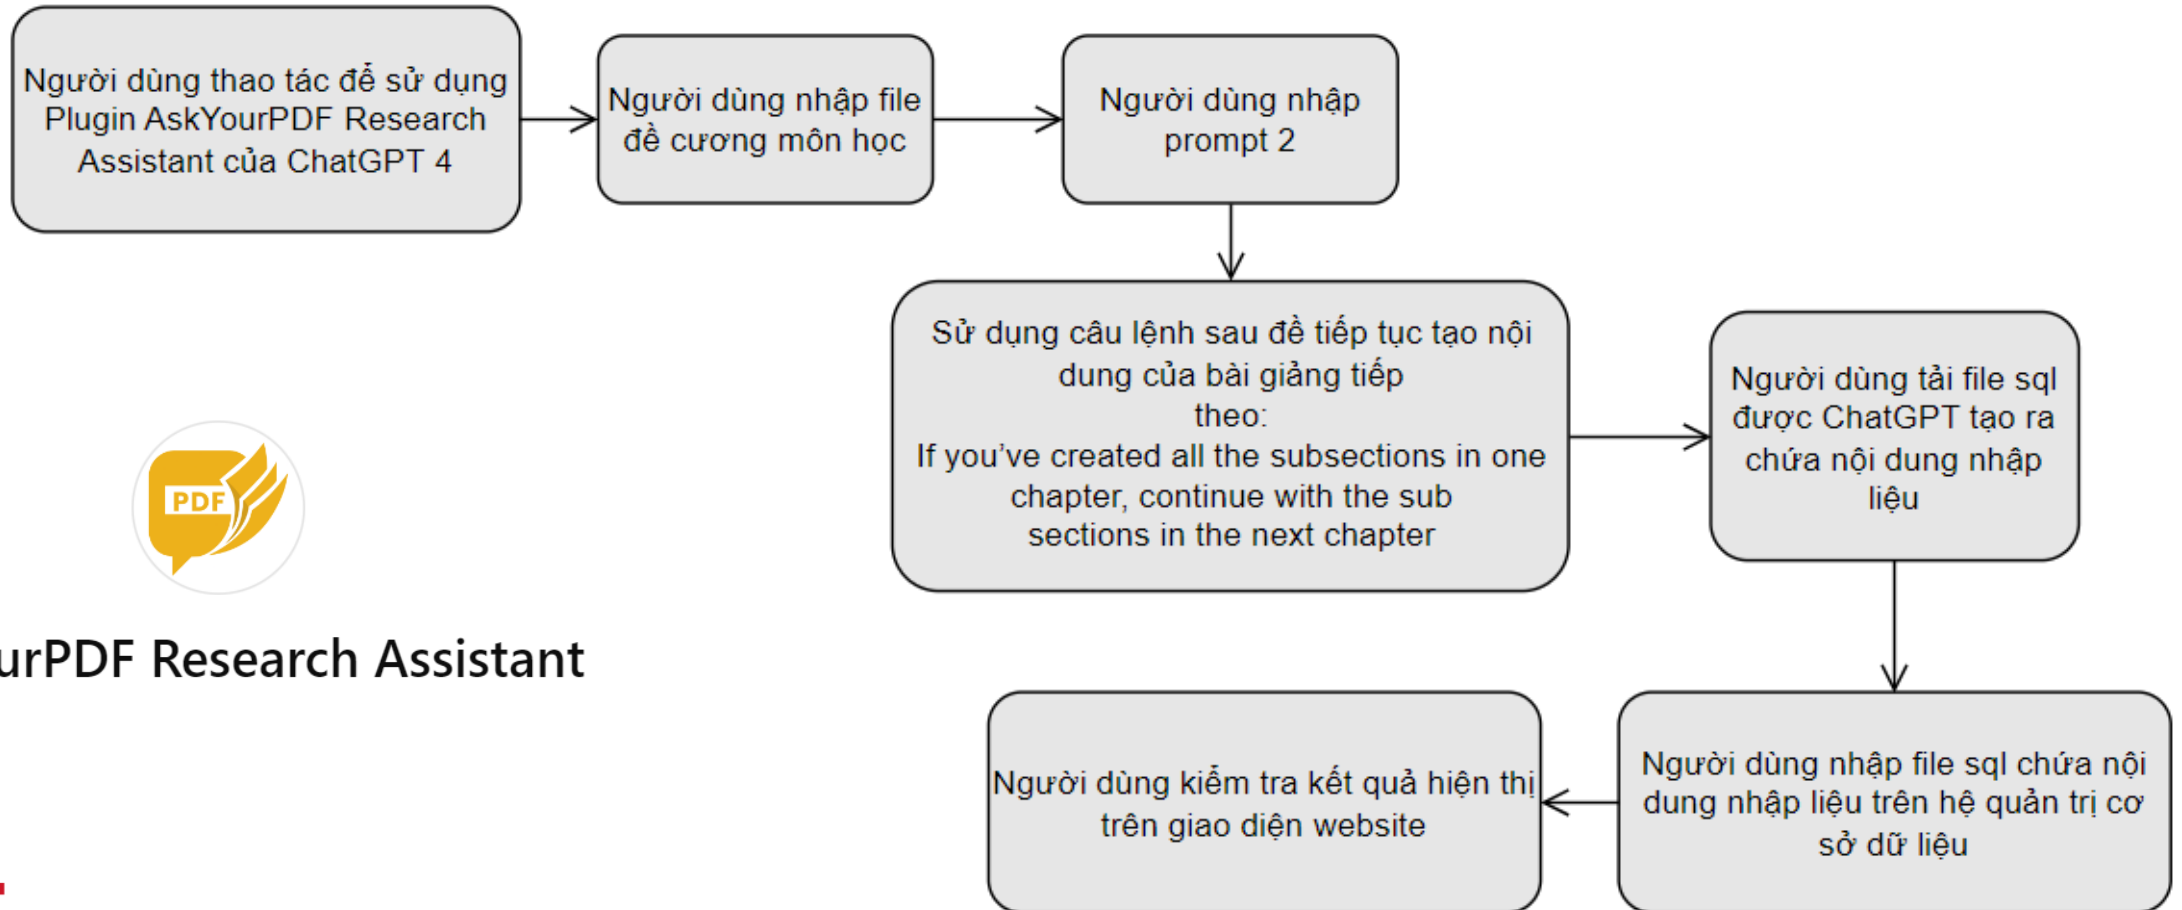 Người dùng thao tác để sử dụng
Plugin AskYourPDF Research
Assistant của ChatGPT 4
Người dùng nhập file
đề cương môn học
Người dùng nhập
prompt 2
Sử dụng câu lệnh sau đề tiếp tục tạo nội
dung của bài giảng tiếp
theo:
If you've created all the subsections in one
chapter, continue with the sub
sections in the next chapter
Người dùng tải file sql
được ChatGPT tạo ra
chứa nội dung nhập
liệu
PDF
urPDF Research Assistant
Người dùng nhập file sql chứa nội
dung nhập liệu trên hệ quản trị cơ
sở dữ liệu
Người dùng kiểm tra kết quả hiện thị
trên giao diện website